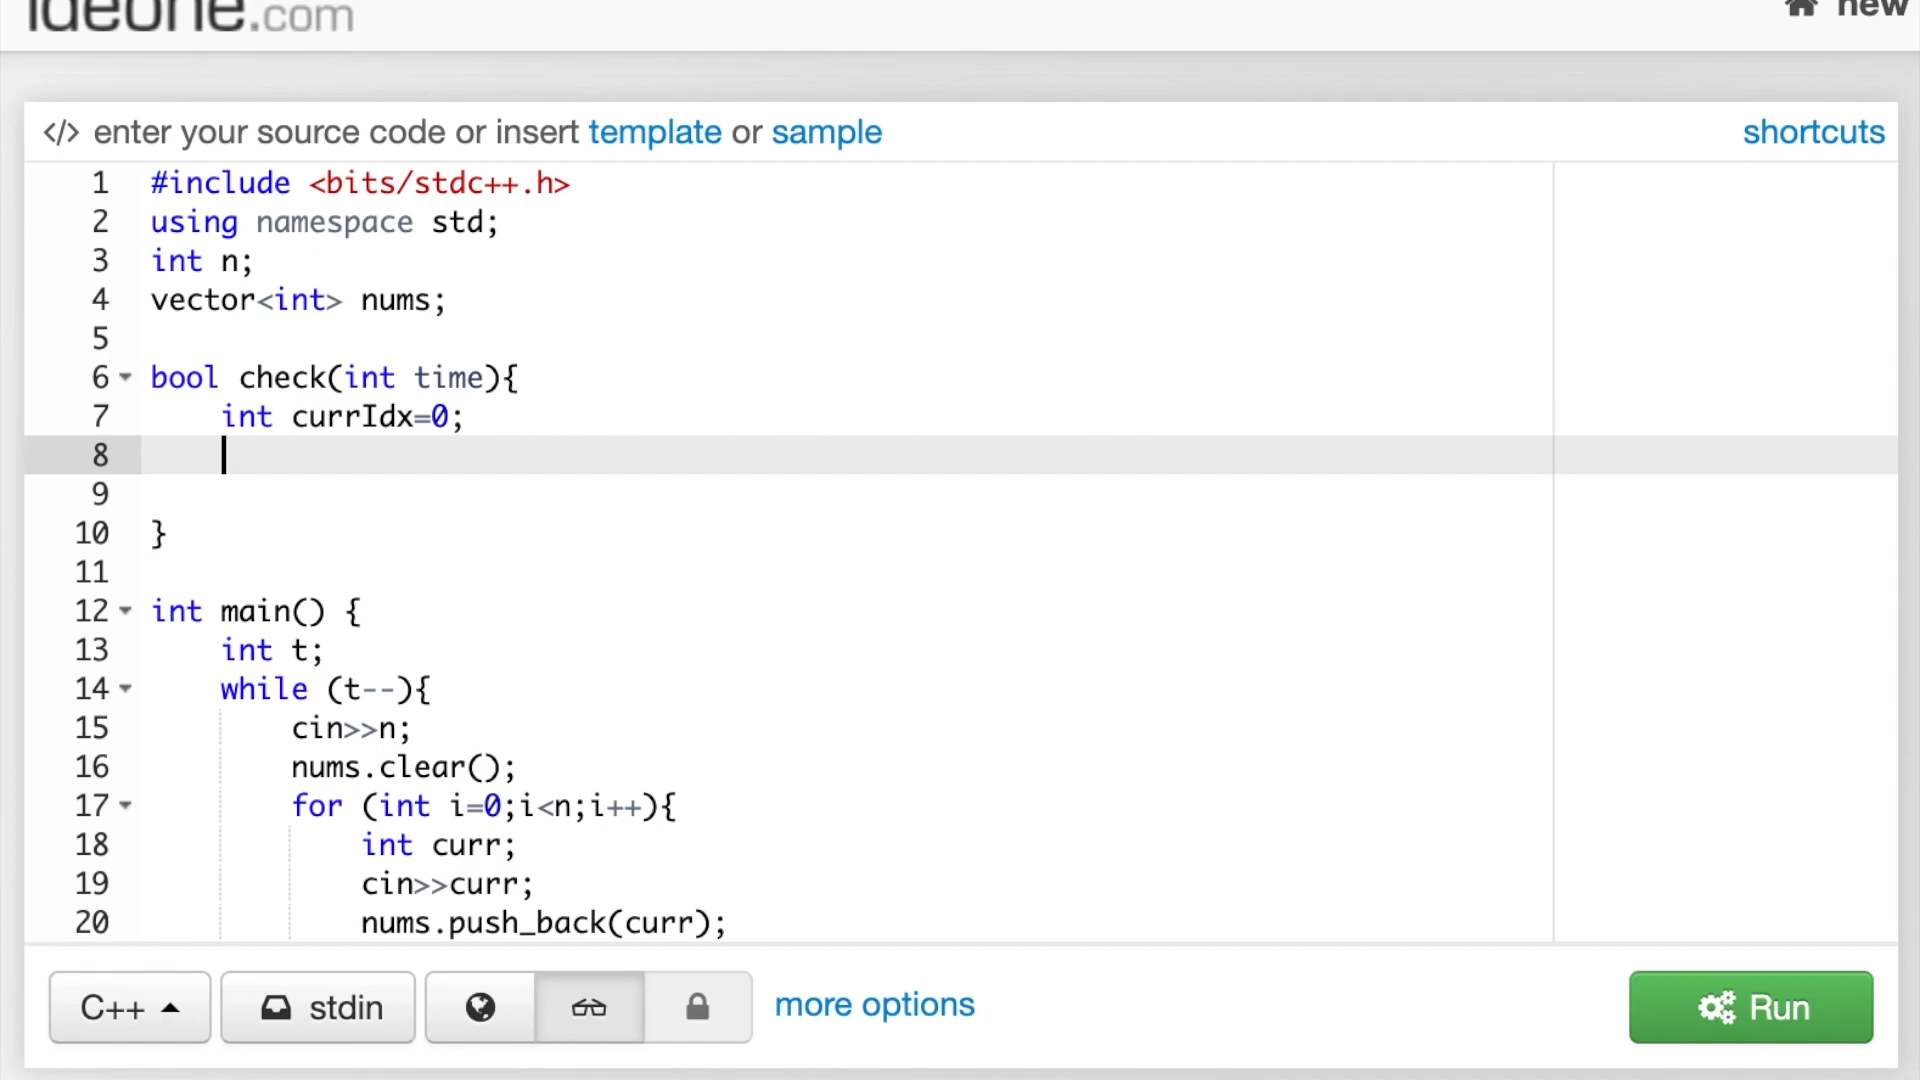 ideone.com
new
</> enter your source code or insert template or sample
shortcuts
1 #include <bits/stdc++.h>
2 using namespace std;
3 int n;
4 vector<int> nums;
5
6 bool check(int time){
7 int currIdx=0;
8
9
10 }
11
12 int main() {
13 int t;
14 while (t--){
15 cin>>n;
16 nums.clear();
17 for (int i=0;i<n;i++){
18 int curr;
19 cin>>curr;
20 nums.push_back(curr);
C++ stdin more options Run